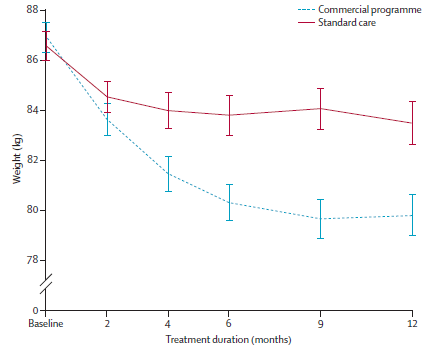 Commercial programme
Standard care
Weight (kg)
88
86
84
82
80
78
0
Baseline
2
4
6
9
12
Treatment duration (months)